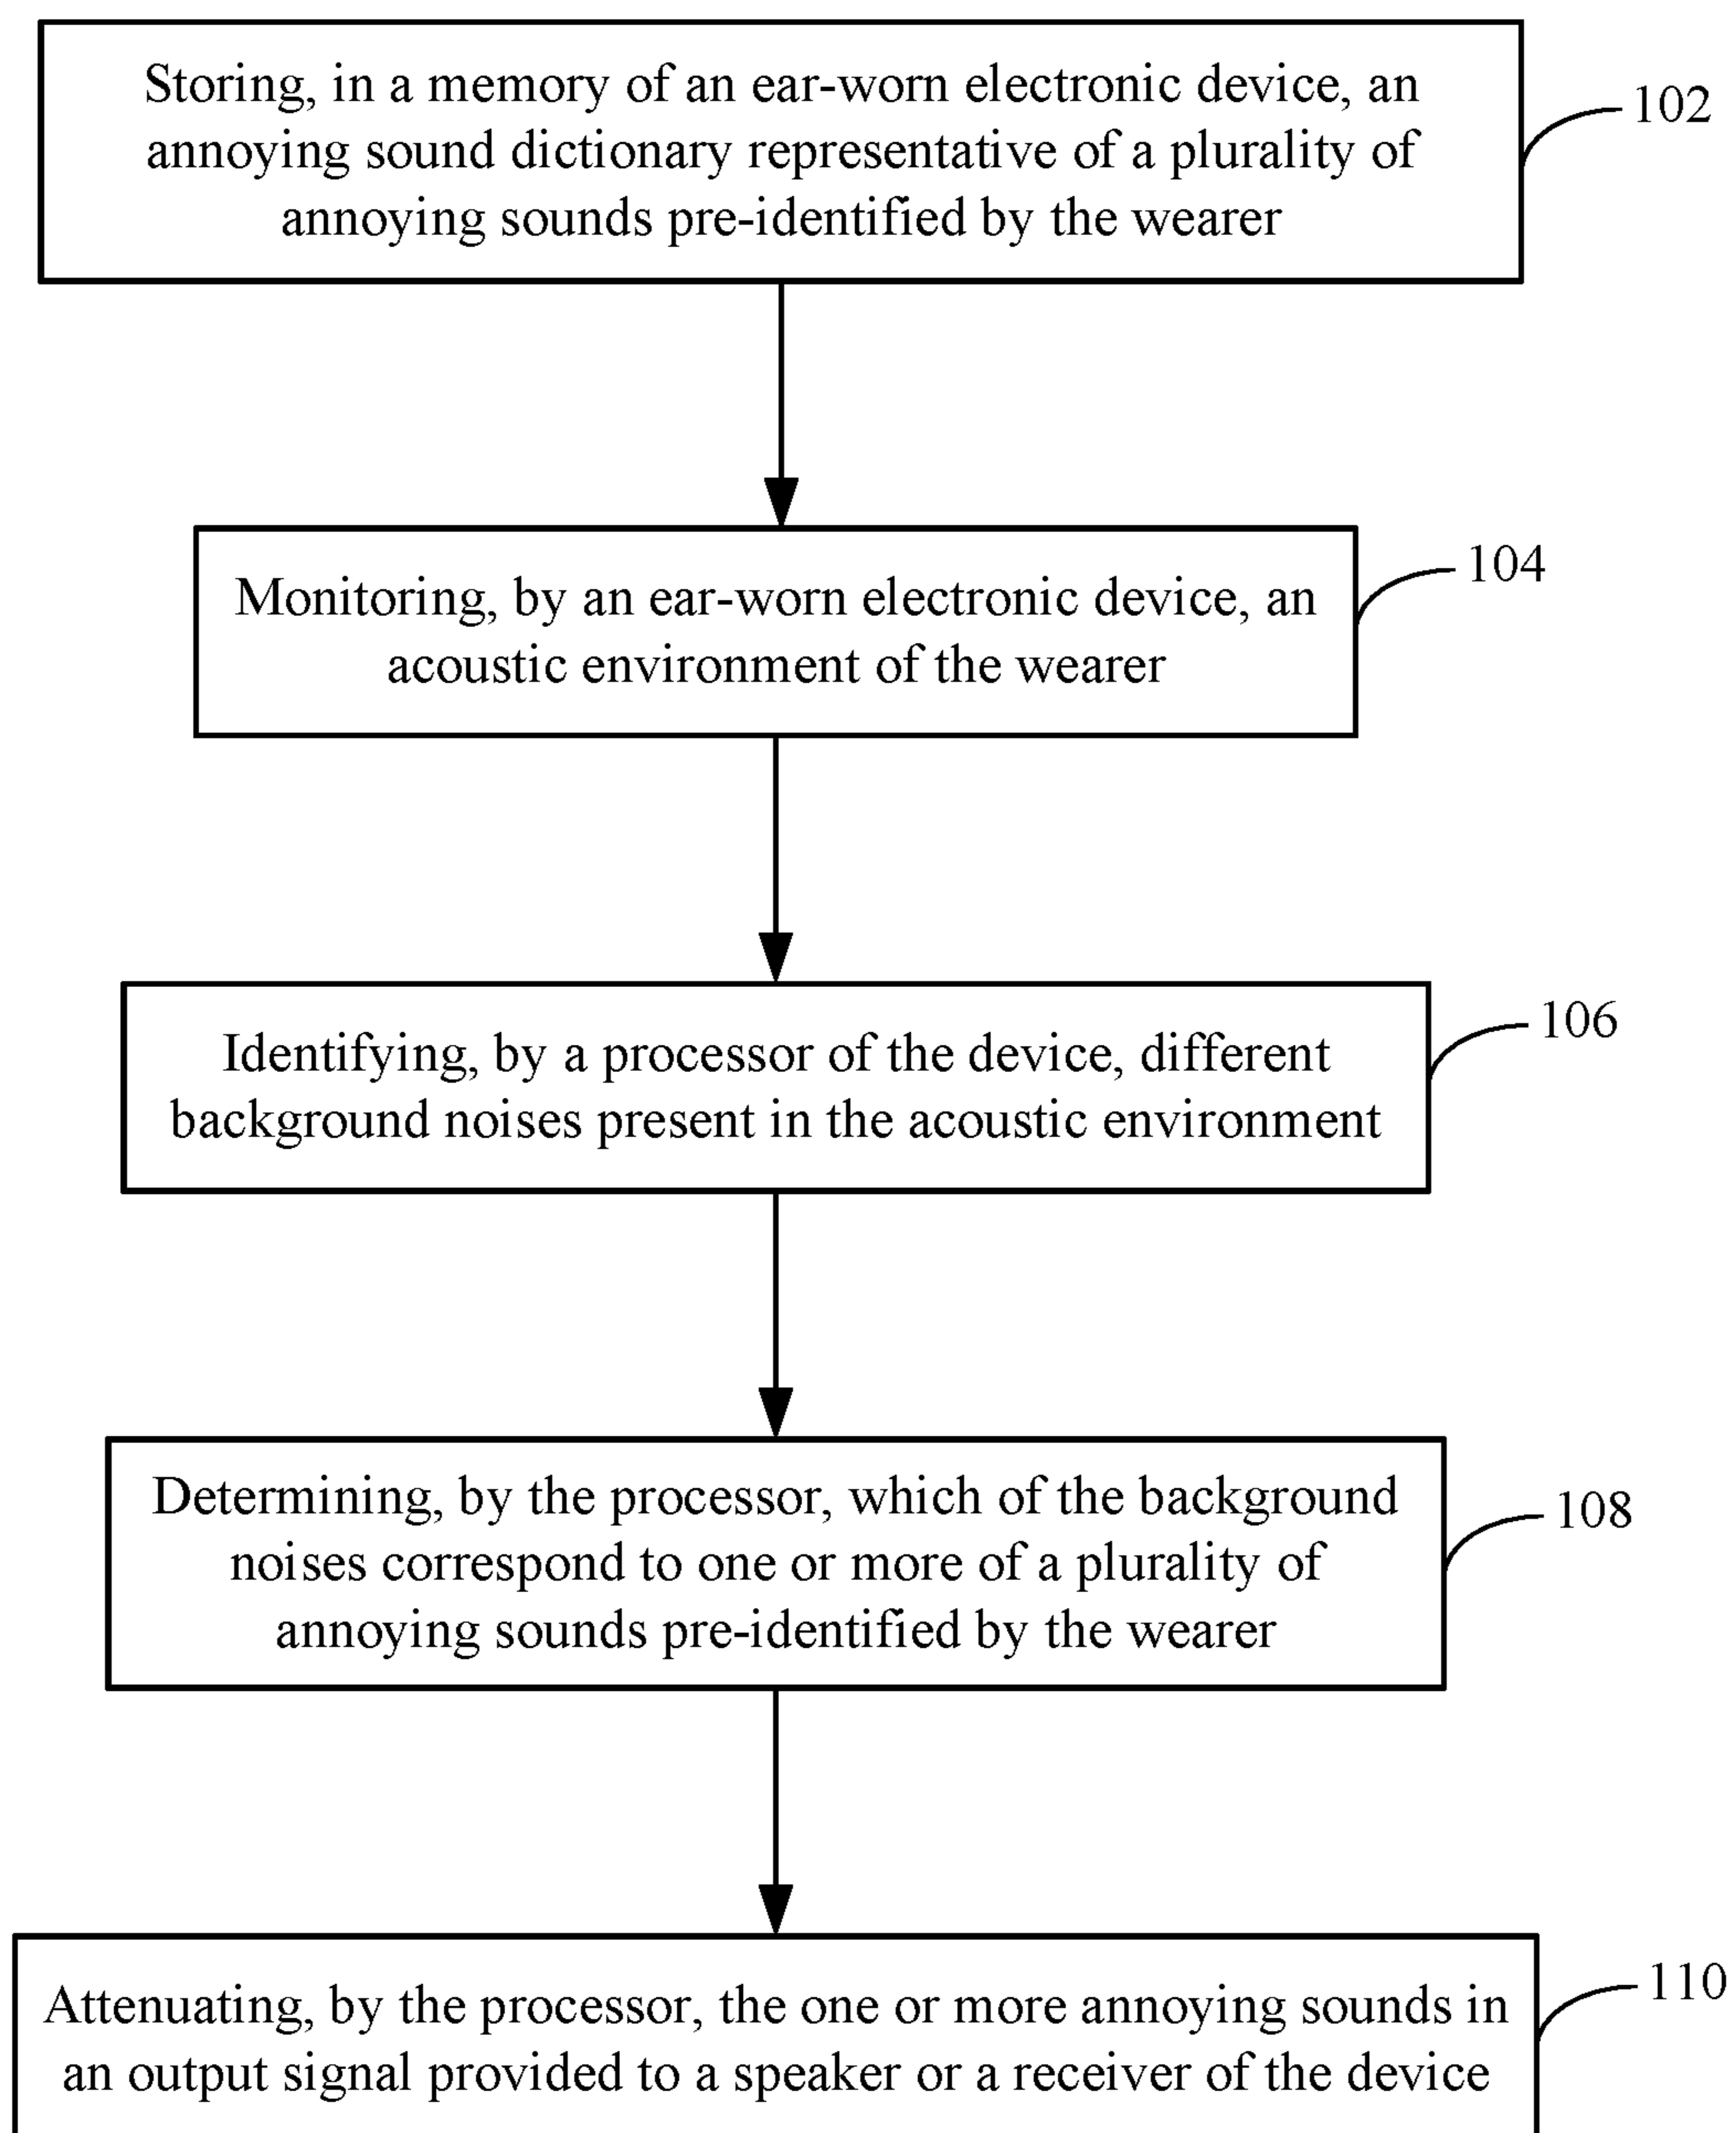 Storing, in a memory of an ear-worn electronic device, an
annoying sound dictionary representative of a plurality of
annoying sounds pre-identified by the wearer
102
Monitoring, by an ear-worn electronic device, an
acoustic environment of the wearer
104
Identifying, by a processor of the device, different
background noises present in the acoustic environment
106
Determining, by the processor, which of the background
noises correspond to one or more of a plurality of
annoying sounds pre-identified by the wearer
108
Attenuating, by the processor, the one or more annoying sounds in
an output signal provided to a speaker or a receiver of the device
110